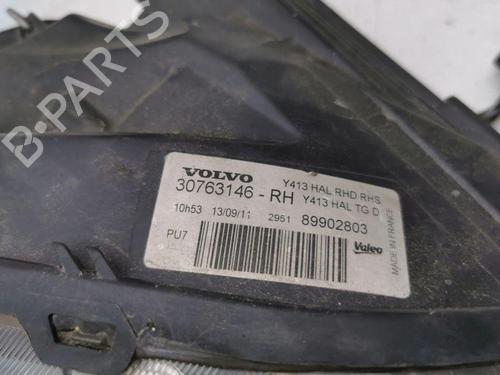 B-PARTS
VOLVO
Y413 HAL RHD RHS
30763146 - RH Y413 HAL TG D
10h53 13/09/11 2951 89902803
PU7
Valeo
MADE IN FRANCE